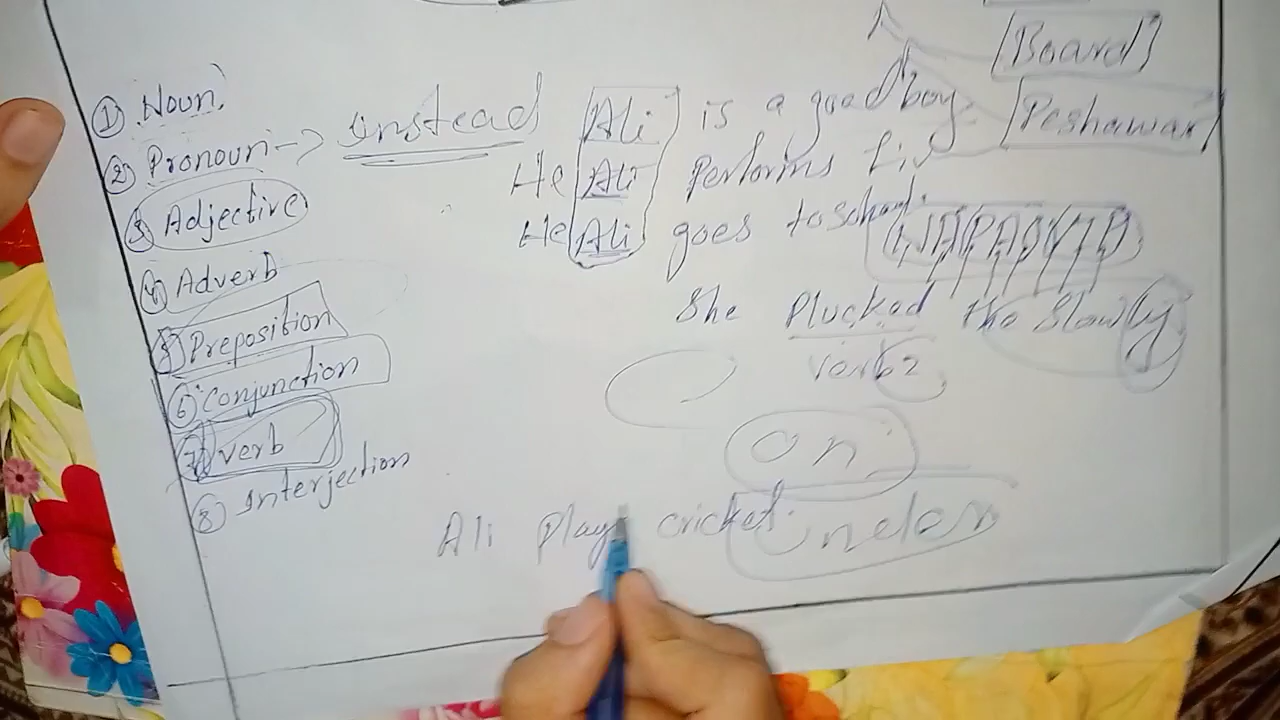 [Board]
① Noun,
instead Ali is a good boy. [Peshawar]
② Pronoun ->
He Ali Performs
③ Adjective
He Ali goes to school.
④ Adverb
She Plucked the Slowly
⑤ Preposition
verb 2
⑥ Conjunction
⑦ verb
on
⑧ Interjection
Ali Plays cricket.
Under